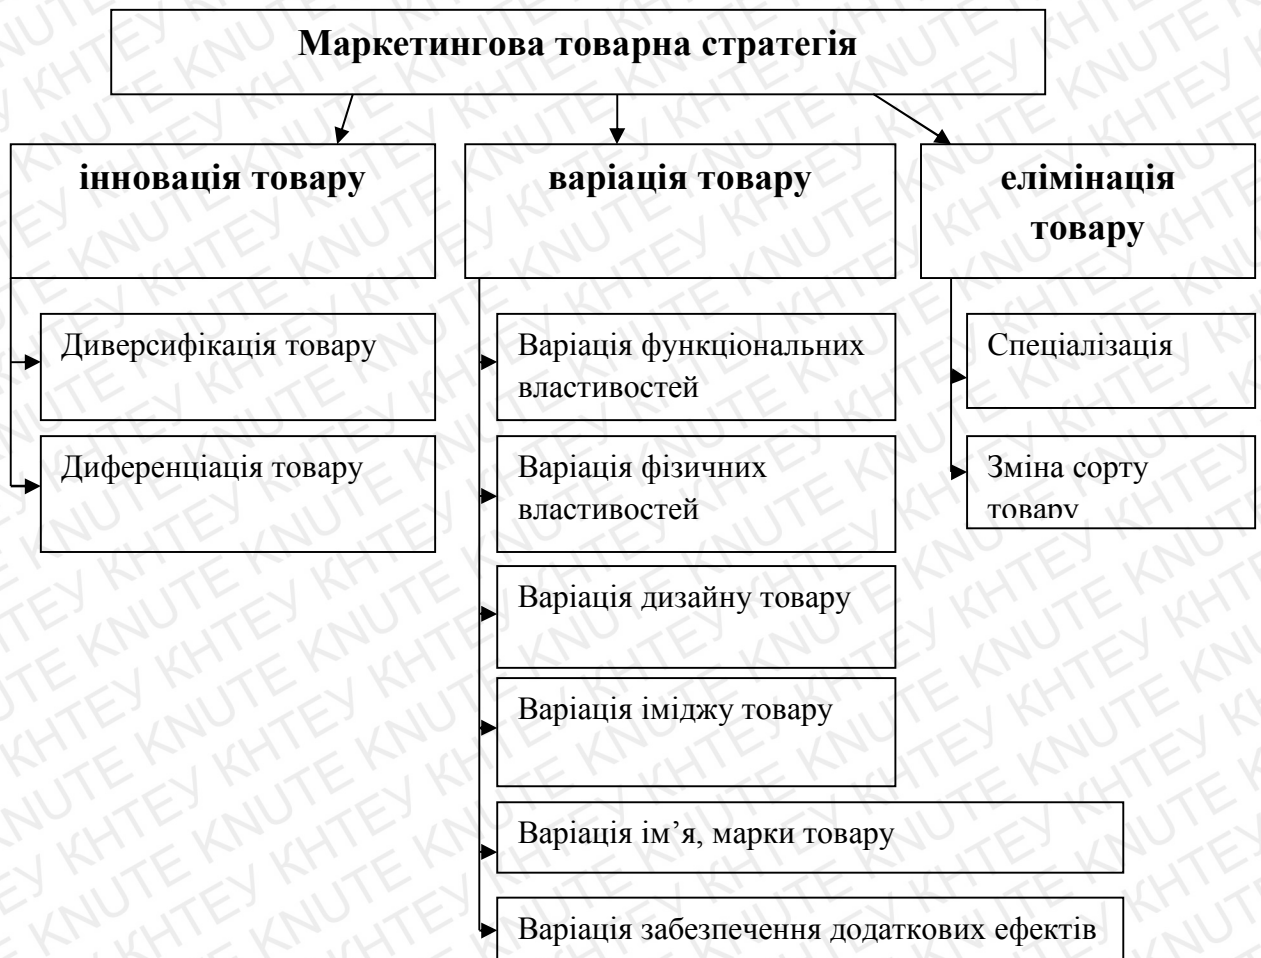 Маркетингова товарна стратегія
інновація товару
Диверсифікація товару
Диференціація товару
варіація товару
Варіація функціональних
властивостей
Варіація фізичних
властивостей
Варіація дизайну товару
Варіація іміджу товару
Варіація ім’я, марки товару
Варіація забезпечення додаткових ефектів
елімінація
товару
Спеціалізація
Зміна сорту
товару